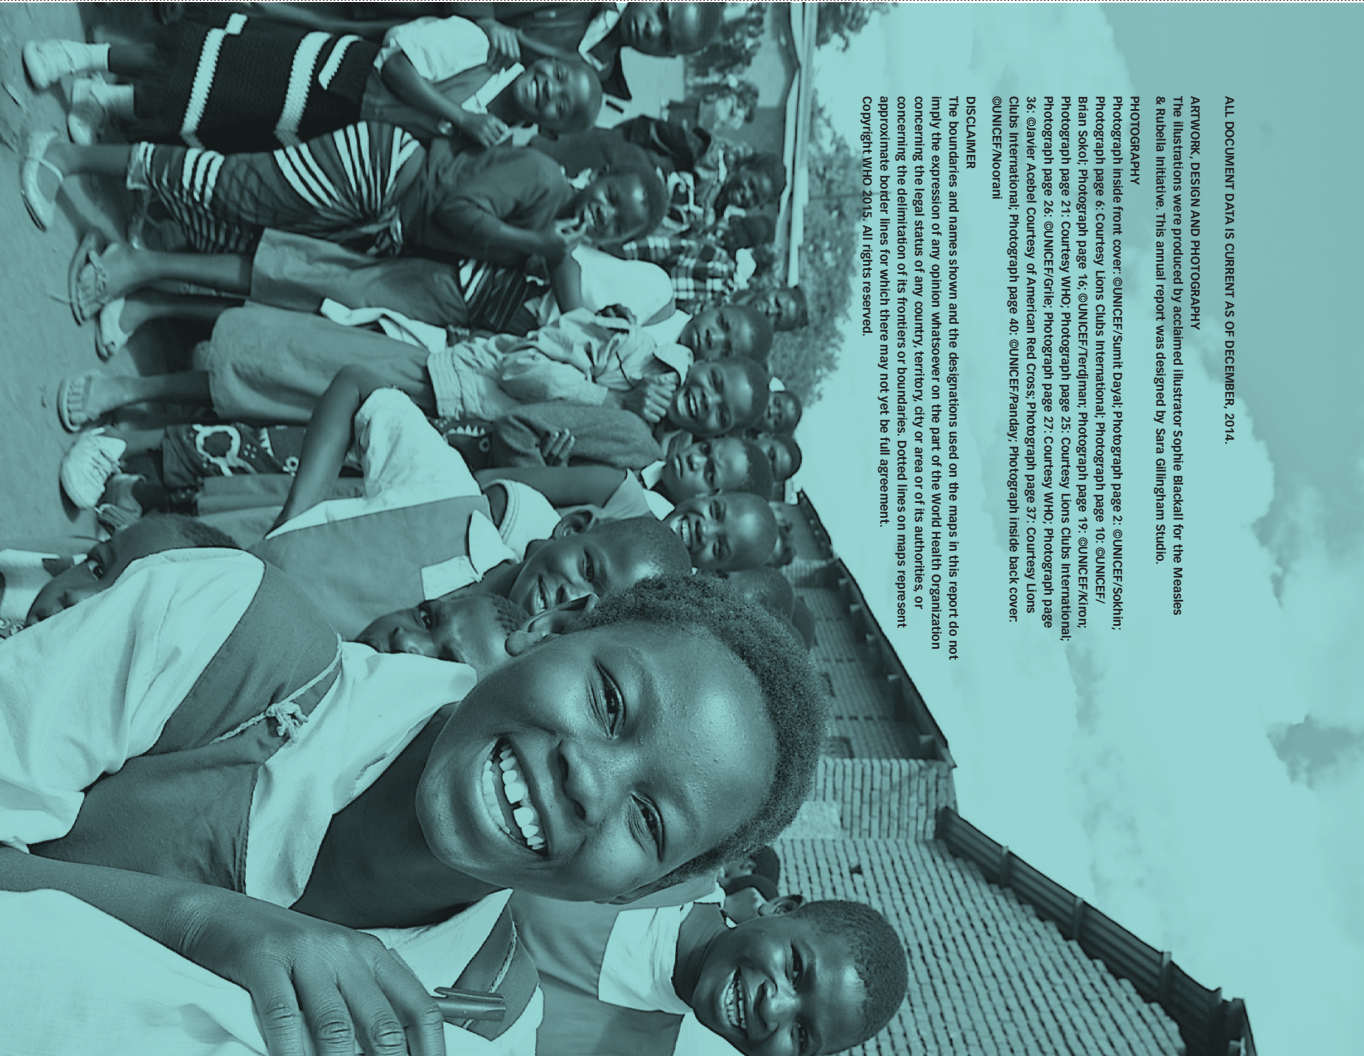 ALL DOCUMENT DATA IS CURRENT AS OF DECEMBER, 2014.
ARTWORK, DESIGN AND PHOTOGRAPHY
The illustrations were produced by acclaimed illustrator Sophie Blackall for the Measles
& Rubella Initiative. This annual report was designed by Sara Gillingham Studio.
PHOTOGRAPHY
Photograph inside front cover: ©UNICEF/Sumit Dayal; Photograph page 2: ©UNICEF/Sokhin;
Photograph page 6: Courtesy Lions Clubs International; Photograph page 10: ©UNICEF/
Brian Sokol; Photograph page 16: ©UNICEF/Terdjman; Photograph page 19: ©UNICEF/Kiron;
Photograph page 21: Courtesy WHO; Photograph page 25: Courtesy Lions Clubs International;
Photograph page 26: ©UNICEF/Grile; Photograph page 27: Courtesy WHO; Photograph page
36: ©Javier Acebel Courtesy of American Red Cross; Photograph page 37: Courtesy Lions
Clubs International; Photograph page 40: ©UNICEF/Panday; Photograph inside back cover:
©UNICEF/Noorani
DISCLAIMER
The boundaries and names shown and the designations used on the maps in this report do not
imply the expression of any opinion whatsoever on the part of the World Health Organization
concerning the legal status of any country, territory, city or area or of its authorities, or
concerning the delimitation of its frontiers or boundaries. Dotted lines on maps represent
approximate border lines for which there may not yet be full agreement.
Copyright WHO 2015. All rights reserved.